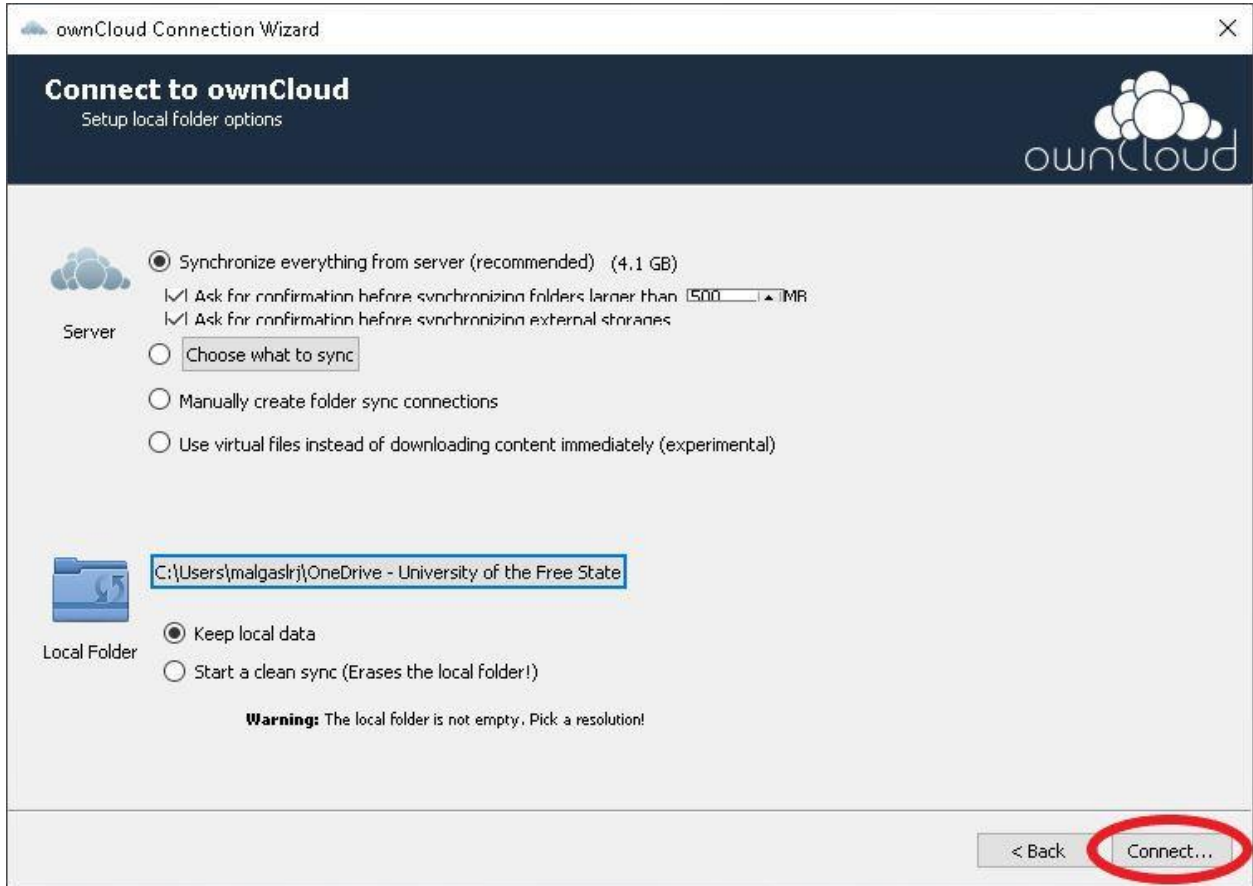 ownCloud Connection Wizard
Connect to ownCloud
Setup local folder options
ownCloud
Synchronize everything from server (recommended) (4.1 GB)
Ask for confirmation before synchronizing folders larger than 500 MB
Ask for confirmation before synchronizing external storages
Server
Choose what to sync
Manually create folder sync connections
Use virtual files instead of downloading content immediately (experimental)
C:\Users\malgaslrj\OneDrive - University of the Free State
Keep local data
Local Folder
Start a clean sync (Erases the local folder!)
Warning: The local folder is not empty. Pick a resolution!
< Back Connect...